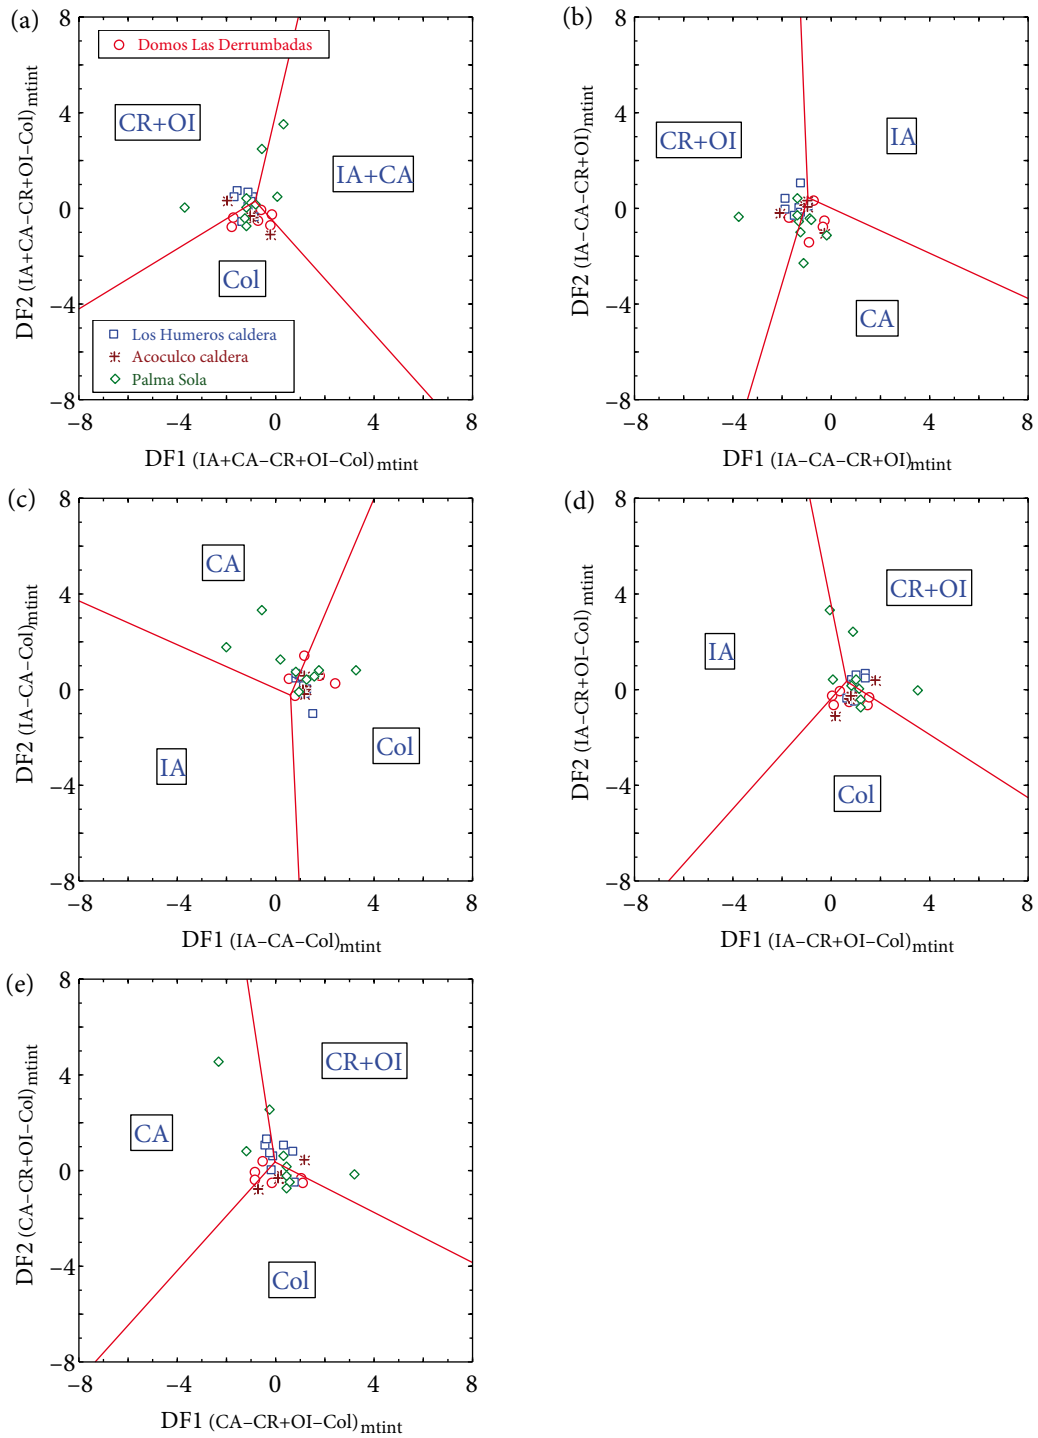 (a)
8
4
0
−4
−8
DF2 (IA+CA−CR+OI−Col)mtint
Domos Las Derrumbadas
CR+OI
IA+CA
Col
Los Humeros caldera
Acoculco caldera
Palma Sola
−8 −4 0 4 8
DF1 (IA+CA−CR+OI−Col)mtint
(b)
8
4
0
−4
−8
DF2 (IA−CA−CR+OI)mtint
CR+OI
IA
CA
−8 −4 0 4 8
DF1 (IA−CA−CR+OI)mtint
(c)
8
4
0
−4
−8
DF2 (IA−CA−Col)mtint
CA
IA
Col
−8 −4 0 4 8
DF1 (IA−CA−Col)mtint
(d)
8
4
0
−4
−8
DF2 (IA−CR+OI−Col)mtint
CR+OI
IA
Col
−8 −4 0 4 8
DF1 (IA−CR+OI−Col)mtint
(e)
8
4
0
−4
−8
DF2 (CA−CR+OI−Col)mtint
CR+OI
CA
Col
−8 −4 0 4 8
DF1 (CA−CR+OI−Col)mtint